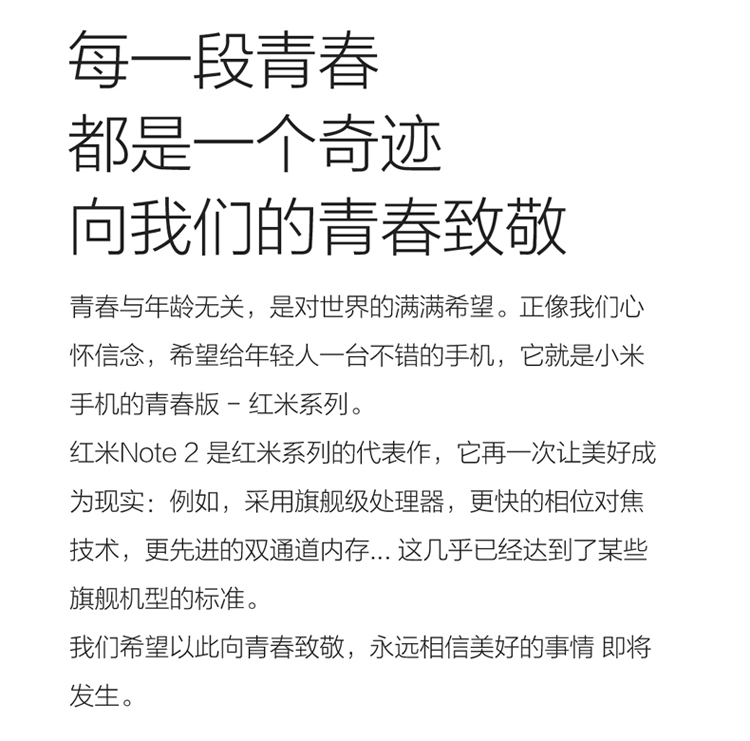 每一段青春
都是一个奇迹
向我们的青春致敬
青春与年龄无关，是对世界的满满希望。正像我们心
怀信念，希望给年轻人一台不错的手机，它就是小米
手机的青春版 – 红米系列。
红米Note 2 是红米系列的代表作，它再一次让美好成
为现实：例如，采用旗舰级处理器，更快的相位对焦
技术，更先进的双通道内存... 这几乎已经达到了某些
旗舰机型的标准。
我们希望以此向青春致敬，永远相信美好的事情 即将
发生。